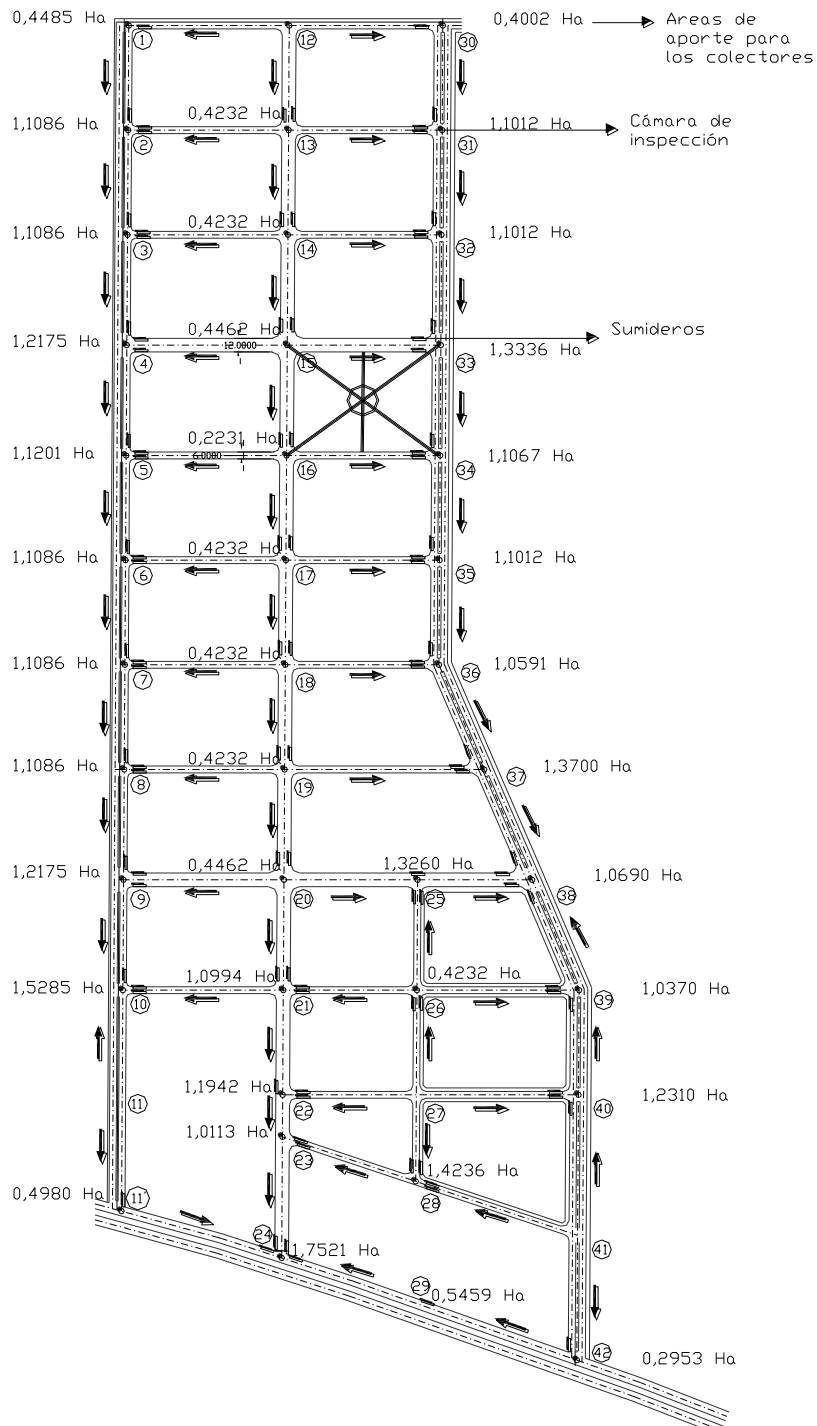 0,4485 Ha
0,4002 Ha
Areas de
aporte para
los colectores
1
12
30
1,1086 Ha
0,4232 Ha
1,1012 Ha
Cámara de
inspección
2
13
31
1,1086 Ha
0,4232 Ha
1,1012 Ha
3
14
32
1,2175 Ha
0,4462 Ha
12.0000
Sumideros
1,3336 Ha
4
15
33
1,1201 Ha
0,2231 Ha
6.0000
1,1067 Ha
5
16
34
1,1086 Ha
0,4232 Ha
1,1012 Ha
6
17
35
1,1086 Ha
0,4232 Ha
1,0591 Ha
7
18
36
1,1086 Ha
0,4232 Ha
1,3700 Ha
8
19
37
1,2175 Ha
0,4462 Ha
1,3260 Ha
1,0690 Ha
9
20
25
38
1,5285 Ha
1,0994 Ha
0,4232 Ha
1,0370 Ha
10
21
26
39
1,1942 Ha
1,2310 Ha
11
22
27
40
1,0113 Ha
23
1,4236 Ha
28
0,4980 Ha
11'
24
1,7521 Ha
41
29
0,5459 Ha
42
0,2953 Ha